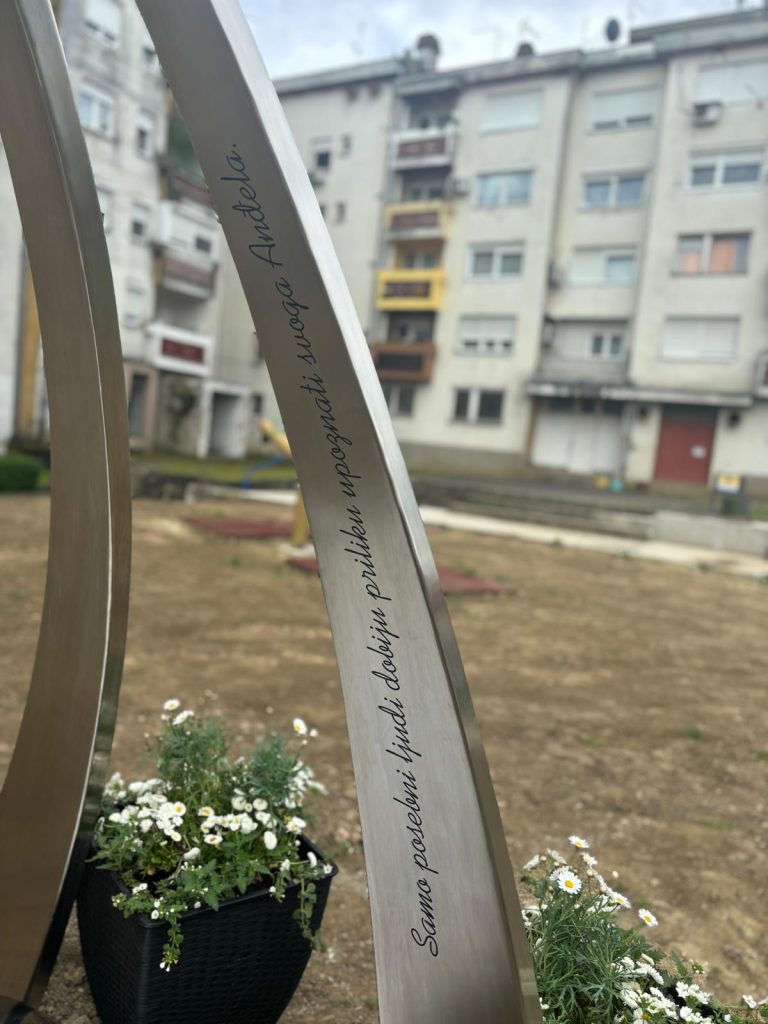 Samo posebni ljudi dobiju priliku upoznati svoga Anđela.